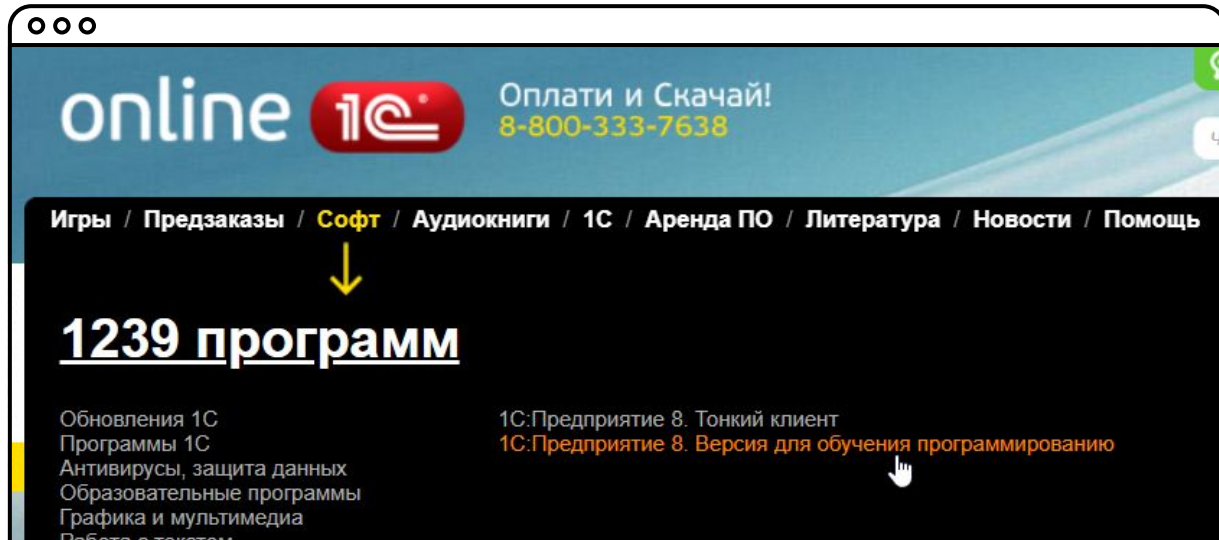 online 1С
Оплати и Скачай!
8-800-333-7638
Игры / Предзаказы / Софт / Аудиокниги / 1С / Аренда ПО / Литература / Новости / Помощь
1239 программ
Обновления 1С
Программы 1С
Антивирусы, защита данных
Образовательные программы
Графика и мультимедиа
Работа с текстом
1С:Предприятие 8. Тонкий клиент
1С:Предприятие 8. Версия для обучения программированию